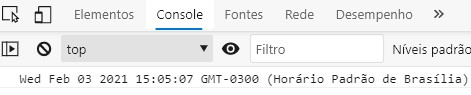 Elementos Console Fontes Rede Desempenho »
top Filtro Níveis padrão
Wed Feb 03 2021 15:05:07 GMT-0300 (Horário Padrão de Brasília)